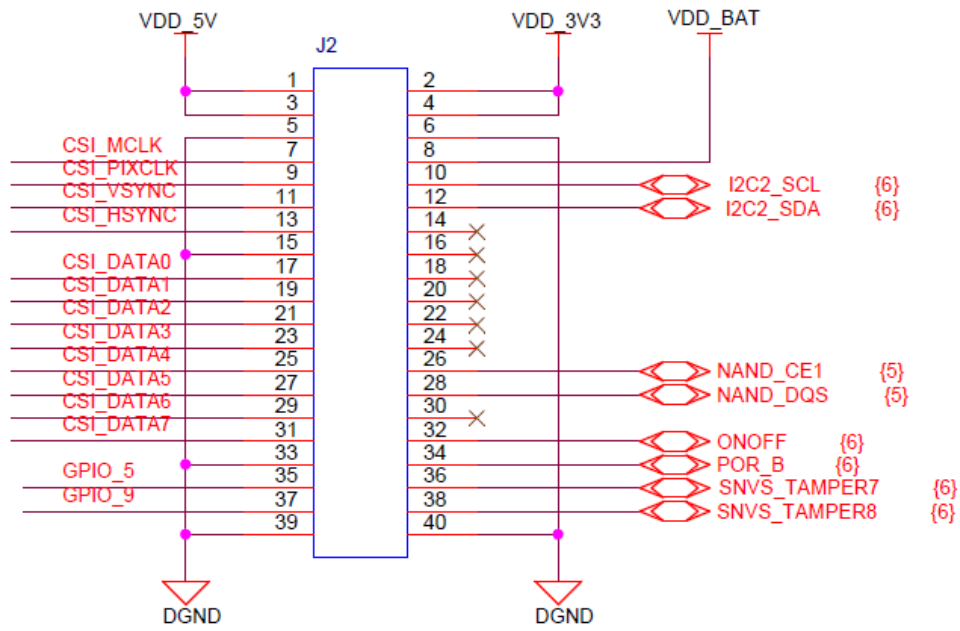 VDD_5V VDD_3V3 VDD_BAT
J2
1 2
3 4
5 6
CSI_MCLK 7 8
CSI_PIXCLK 9 10 I2C2_SCL {6}
CSI_VSYNC 11 12 I2C2_SDA {6}
CSI_HSYNC 13 14
15 16
CSI_DATA0 17 18
CSI_DATA1 19 20
CSI_DATA2 21 22
CSI_DATA3 23 24
CSI_DATA4 25 26 NAND_CE1 {5}
CSI_DATA5 27 28 NAND_DQS {5}
CSI_DATA6 29 30
CSI_DATA7 31 32 ONOFF {6}
33 34 POR_B {6}
GPIO_5 35 36 SNVS_TAMPER7 {6}
GPIO_9 37 38 SNVS_TAMPER8 {6}
39 40
DGND DGND